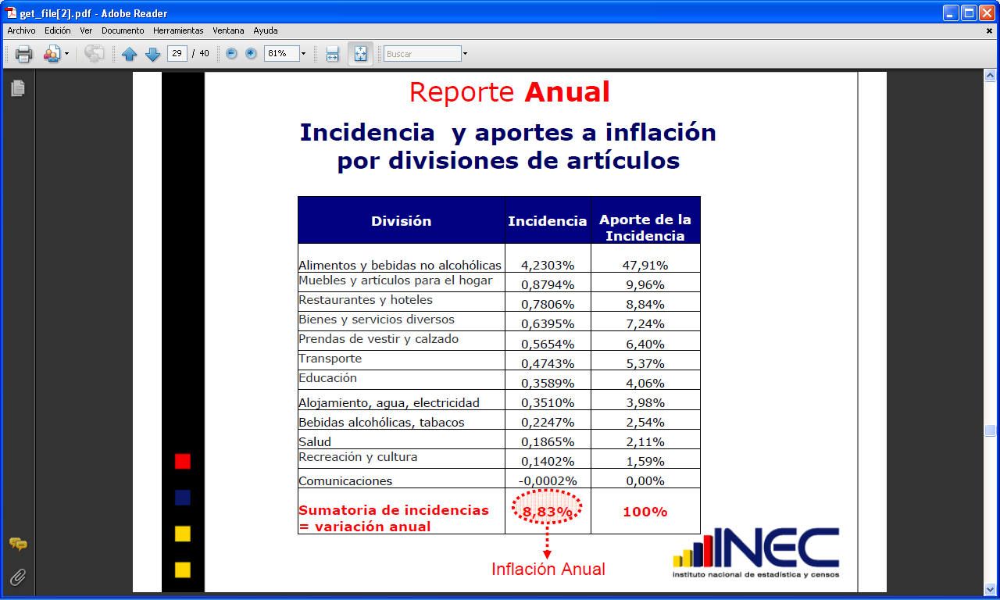 get_file[2].pdf - Adobe Reader
Archivo Edición Ver Documento Herramientas Ventana Ayuda
29 / 40 81% Buscar
Reporte Anual
Incidencia y aportes a inflación
por divisiones de artículos
División Incidencia Aporte de la Incidencia
Alimentos y bebidas no alcohólicas 4,2303% 47,91%
Muebles y artículos para el hogar 0,8794% 9,96%
Restaurantes y hoteles 0,7806% 8,84%
Bienes y servicios diversos 0,6395% 7,24%
Prendas de vestir y calzado 0,5654% 6,40%
Transporte 0,4743% 5,37%
Educación 0,3589% 4,06%
Alojamiento, agua, electricidad 0,3510% 3,98%
Bebidas alcohólicas, tabacos 0,2247% 2,54%
Salud 0,1865% 2,11%
Recreación y cultura 0,1402% 1,59%
Comunicaciones -0,0002% 0,00%
Sumatoria de incidencias
= variación anual 8,83% 100%
Inflación Anual
INEC
instituto nacional de estadística y censos